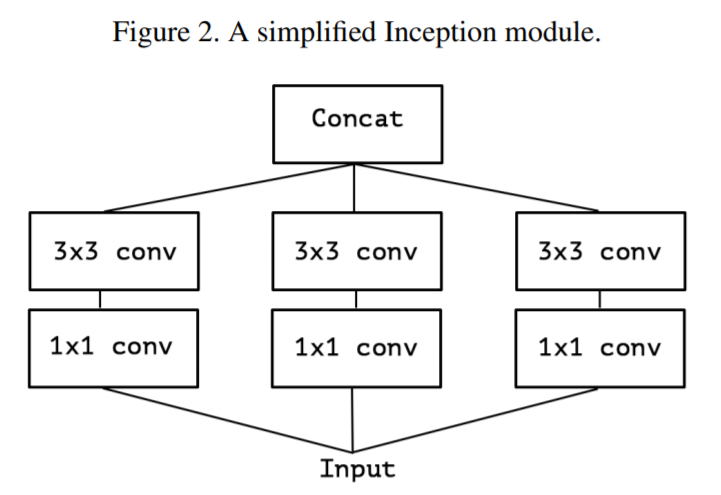 Figure 2. A simplified Inception module.
Concat
3x3 conv 3x3 conv 3x3 conv
1x1 conv 1x1 conv 1x1 conv
Input